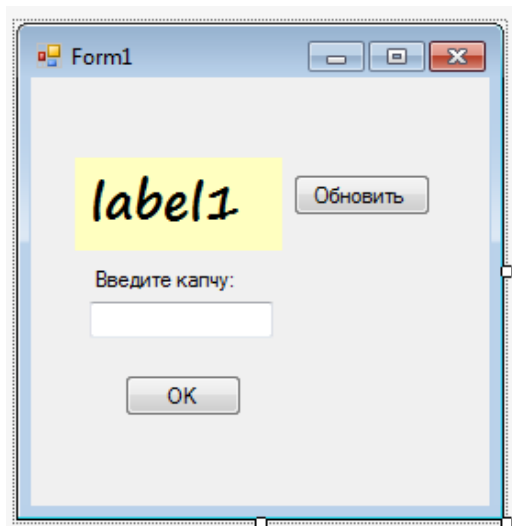 Form1
label1
Обновить
Введите капчу:
OK